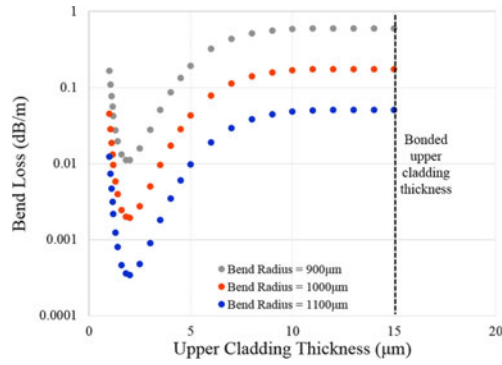 1
0.1
0.01
0.001
0.0001
Bend Loss (dB/m)
Bonded
upper
cladding
thickness
Bend Radius = 900μm
Bend Radius = 1000μm
Bend Radius = 1100μm
0
5
10
15
20
Upper Cladding Thickness (μm)